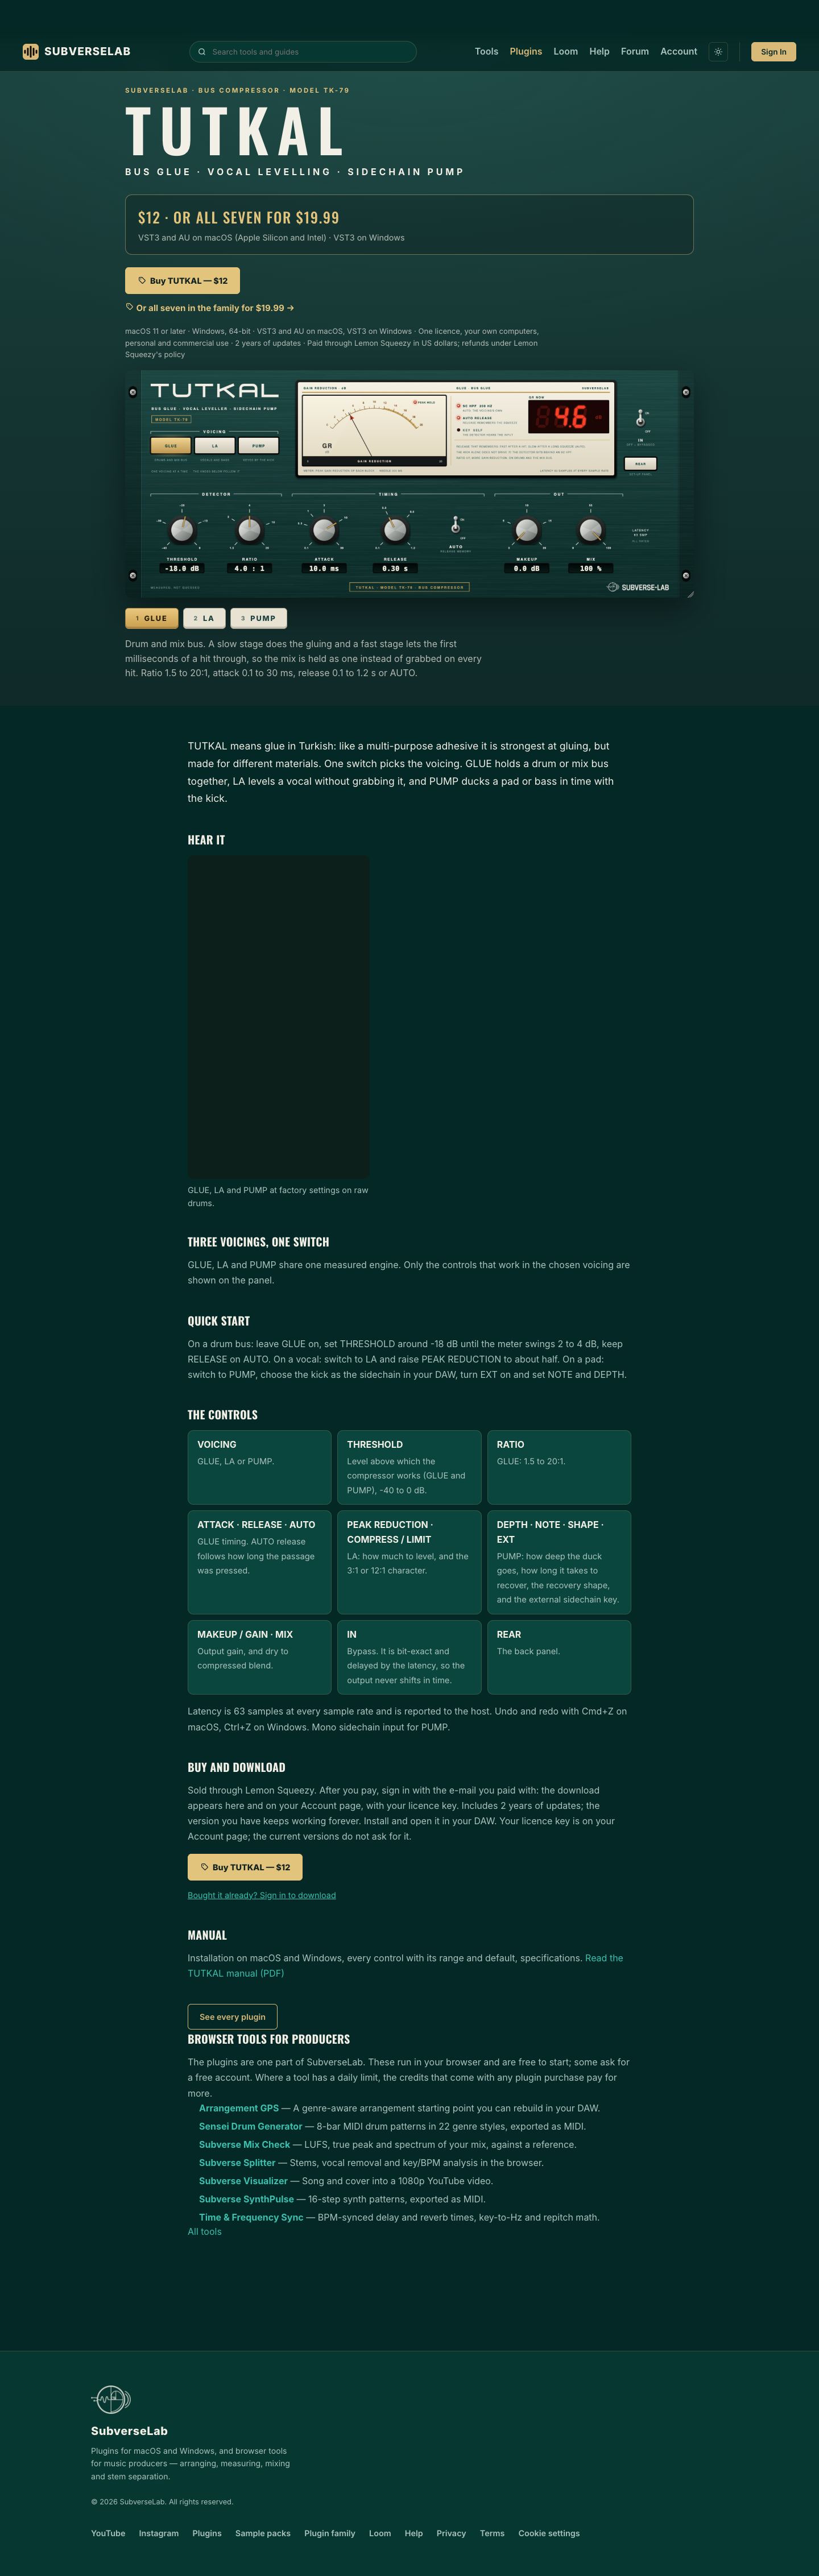 SUBVERSELAB
Search tools and guides
Tools
Plugins
Loom
Help
Forum
Account
Sign In
SUBVERSELAB · BUS COMPRESSOR · MODEL TK-79
TUTKAL
BUS GLUE · VOCAL LEVELLING · SIDECHAIN PUMP
$12 · OR ALL SEVEN FOR $19.99
VST3 and AU on macOS (Apple Silicon and Intel) · VST3 on Windows
Buy TUTKAL — $12
Or all seven in the family for $19.99 →
macOS 11 or later · Windows, 64-bit · VST3 and AU on macOS, VST3 on Windows · One licence, your own computers,
personal and commercial use · 2 years of updates · Paid through Lemon Squeezy in US dollars; refunds under Lemon
Squeezy's policy
TUTKAL
BUS GLUE · VOCAL LEVELLER · SIDECHAIN PUMP
MODEL TK-79
VOICING
GLUE
LA
PUMP
GAIN REDUCTION · DB
GLUE · BUS GLUE
SUBVERSELAB
PEAK HOLD
GR
GAIN REDUCTION
AUTO RELEASE
GR NOW
4.6
IN
REAR
DETECTOR
TIMING
OUT
THRESHOLD
RATIO
ATTACK
RELEASE
AUTO
RELEASE MEMORY
MAKEUP
MIX
LATENCY
63 SMP
-18.0 dB
4.0 : 1
10.0 ms
0.30 s
0.0 dB
100 %
TUTKAL · MODEL TK-79 · BUS COMPRESSOR
SUBVERSE-LAB
1 GLUE
2 LA
3 PUMP
Drum and mix bus. A slow stage does the gluing and a fast stage lets the first
milliseconds of a hit through, so the mix is held as one instead of grabbed on every
hit. Ratio 1.5 to 20:1, attack 0.1 to 30 ms, release 0.1 to 1.2 s or AUTO.
TUTKAL means glue in Turkish: like a multi-purpose adhesive it is strongest at gluing, but
made for different materials. One switch picks the voicing. GLUE holds a drum or mix bus
together, LA levels a vocal without grabbing it, and PUMP ducks a pad or bass in time with
the kick.
HEAR IT
GLUE, LA and PUMP at factory settings on raw
drums.
THREE VOICINGS, ONE SWITCH
GLUE, LA and PUMP share one measured engine. Only the controls that work in the chosen voicing are
shown on the panel.
QUICK START
On a drum bus: leave GLUE on, set THRESHOLD around -18 dB until the meter swings 2 to 4 dB, keep
RELEASE on AUTO. On a vocal: switch to LA and raise PEAK REDUCTION to about half. On a pad:
switch to PUMP, choose the kick as the sidechain in your DAW, turn EXT on and set NOTE and DEPTH.
THE CONTROLS
VOICING
GLUE, LA or PUMP.
THRESHOLD
Level above which the
compressor works (GLUE and
PUMP), -40 to 0 dB.
RATIO
GLUE: 1.5 to 20:1.
ATTACK · RELEASE · AUTO
GLUE timing. AUTO release
follows how long the passage
was pressed.
PEAK REDUCTION ·
COMPRESS / LIMIT
LA: how much to level, and the
3:1 or 12:1 character.
DEPTH · NOTE · SHAPE ·
EXT
PUMP: how deep the duck
goes, how long it takes to
recover, the recovery shape,
and the external sidechain key.
MAKEUP / GAIN · MIX
Output gain, and dry to
compressed blend.
IN
Bypass. It is bit-exact and
delayed by the latency, so the
output never shifts in time.
REAR
The back panel.
Latency is 63 samples at every sample rate and is reported to the host. Undo and redo with Cmd+Z on
macOS, Ctrl+Z on Windows. Mono sidechain input for PUMP.
BUY AND DOWNLOAD
Sold through Lemon Squeezy. After you pay, sign in with the e-mail you paid with: the download
appears here and on your Account page, with your licence key. Includes 2 years of updates; the
version you have keeps working forever. Install and open it in your DAW. Your licence key is on your
Account page; the current versions do not ask for it.
Buy TUTKAL — $12
Bought it already? Sign in to download
MANUAL
Installation on macOS and Windows, every control with its range and default, specifications. Read the
TUTKAL manual (PDF)
See every plugin
BROWSER TOOLS FOR PRODUCERS
The plugins are one part of SubverseLab. These run in your browser and are free to start; some ask for
a free account. Where a tool has a daily limit, the credits that come with any plugin purchase pay for
more.
Arrangement GPS — A genre-aware arrangement starting point you can rebuild in your DAW.
Sensei Drum Generator — 8-bar MIDI drum patterns in 22 genre styles, exported as MIDI.
Subverse Mix Check — LUFS, true peak and spectrum of your mix, against a reference.
Subverse Splitter — Stems, vocal removal and key/BPM analysis in the browser.
Subverse Visualizer — Song and cover into a 1080p YouTube video.
Subverse SynthPulse — 16-step synth patterns, exported as MIDI.
Time & Frequency Sync — BPM-synced delay and reverb times, key-to-Hz and repitch math.
All tools
SubverseLab
Plugins for macOS and Windows, and browser tools
for music producers — arranging, measuring, mixing
and stem separation.
© 2026 SubverseLab. All rights reserved.
YouTube
Instagram
Plugins
Sample packs
Plugin family
Loom
Help
Privacy
Terms
Cookie settings